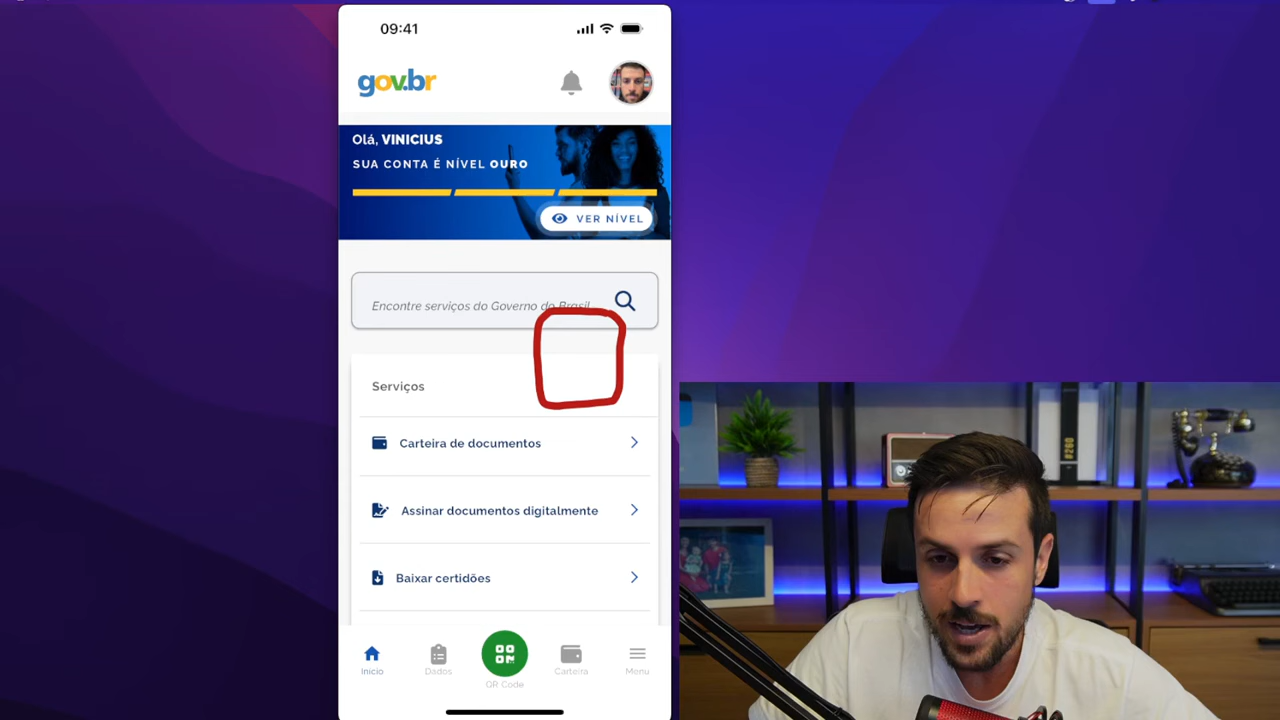 09:41
gov.br
Olá, VINICIUS
SUA CONTA É NÍVEL OURO
VER NÍVEL
Encontre serviços do Governo do Brasil
Serviços
Carteira de documentos
Assinar documentos digitalmente
Baixar certidões
Início
Dados
QR Code
Carteira
Menu
#260